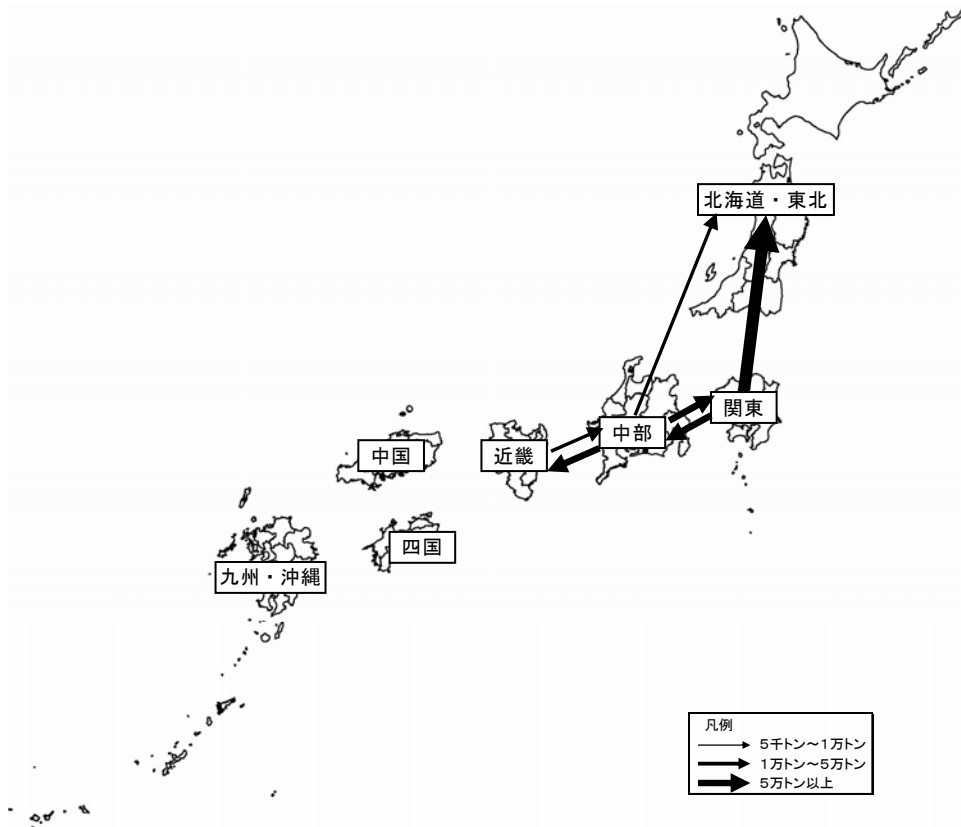 北海道・東北
関東
中部
近畿
中国
四国
九州・沖縄
凡例
5千トン～1万トン
1万トン～5万トン
5万トン以上